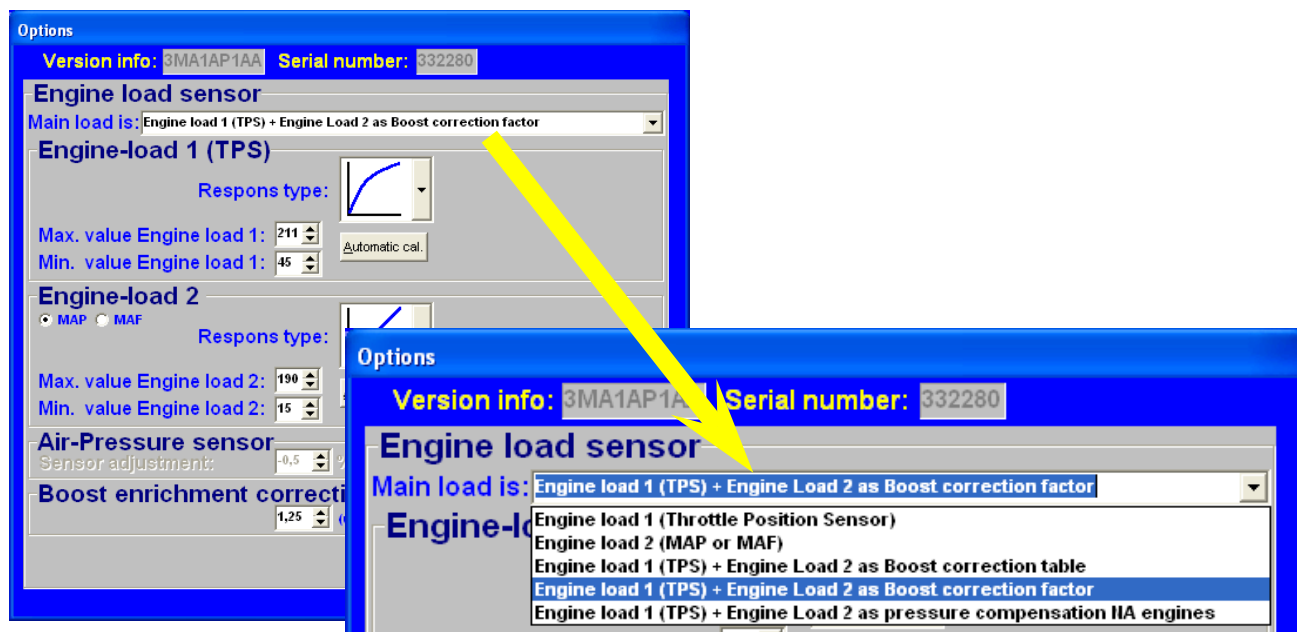 Options
Version info: 3MA1AP1AA Serial number: 332280
Engine load sensor
Main load is: Engine load 1 (TPS) + Engine Load 2 as Boost correction factor
Engine-load 1 (TPS)
Respons type:
Max. value Engine load 1: 211
Automatic cal.
Min. value Engine load 1: 45
Engine-load 2
MAP MAF
Respons type:
Max. value Engine load 2: 190
Min. value Engine load 2: 15
Air-Pressure sensor
Sensor adjustment: -0,5
Boost enrichment correcti
1,25
Options
Version info: 3MA1AP1A Serial number: 332280
Engine load sensor
Main load is: Engine load 1 (TPS) + Engine Load 2 as Boost correction factor
Engine-lo
Engine load 1 (Throttle Position Sensor)
Engine load 2 (MAP or MAF)
Engine load 1 (TPS) + Engine Load 2 as Boost correction table
Engine load 1 (TPS) + Engine Load 2 as Boost correction factor
Engine load 1 (TPS) + Engine Load 2 as pressure compensation NA engines